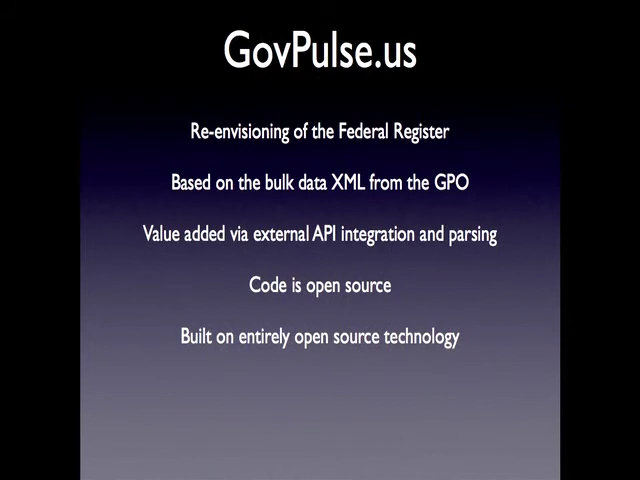 GovPulse.us
Re-envisioning of the Federal Register
Based on the bulk data XML from the GPO
Value added via external API integration and parsing
Code is open source
Built on entirely open source technology